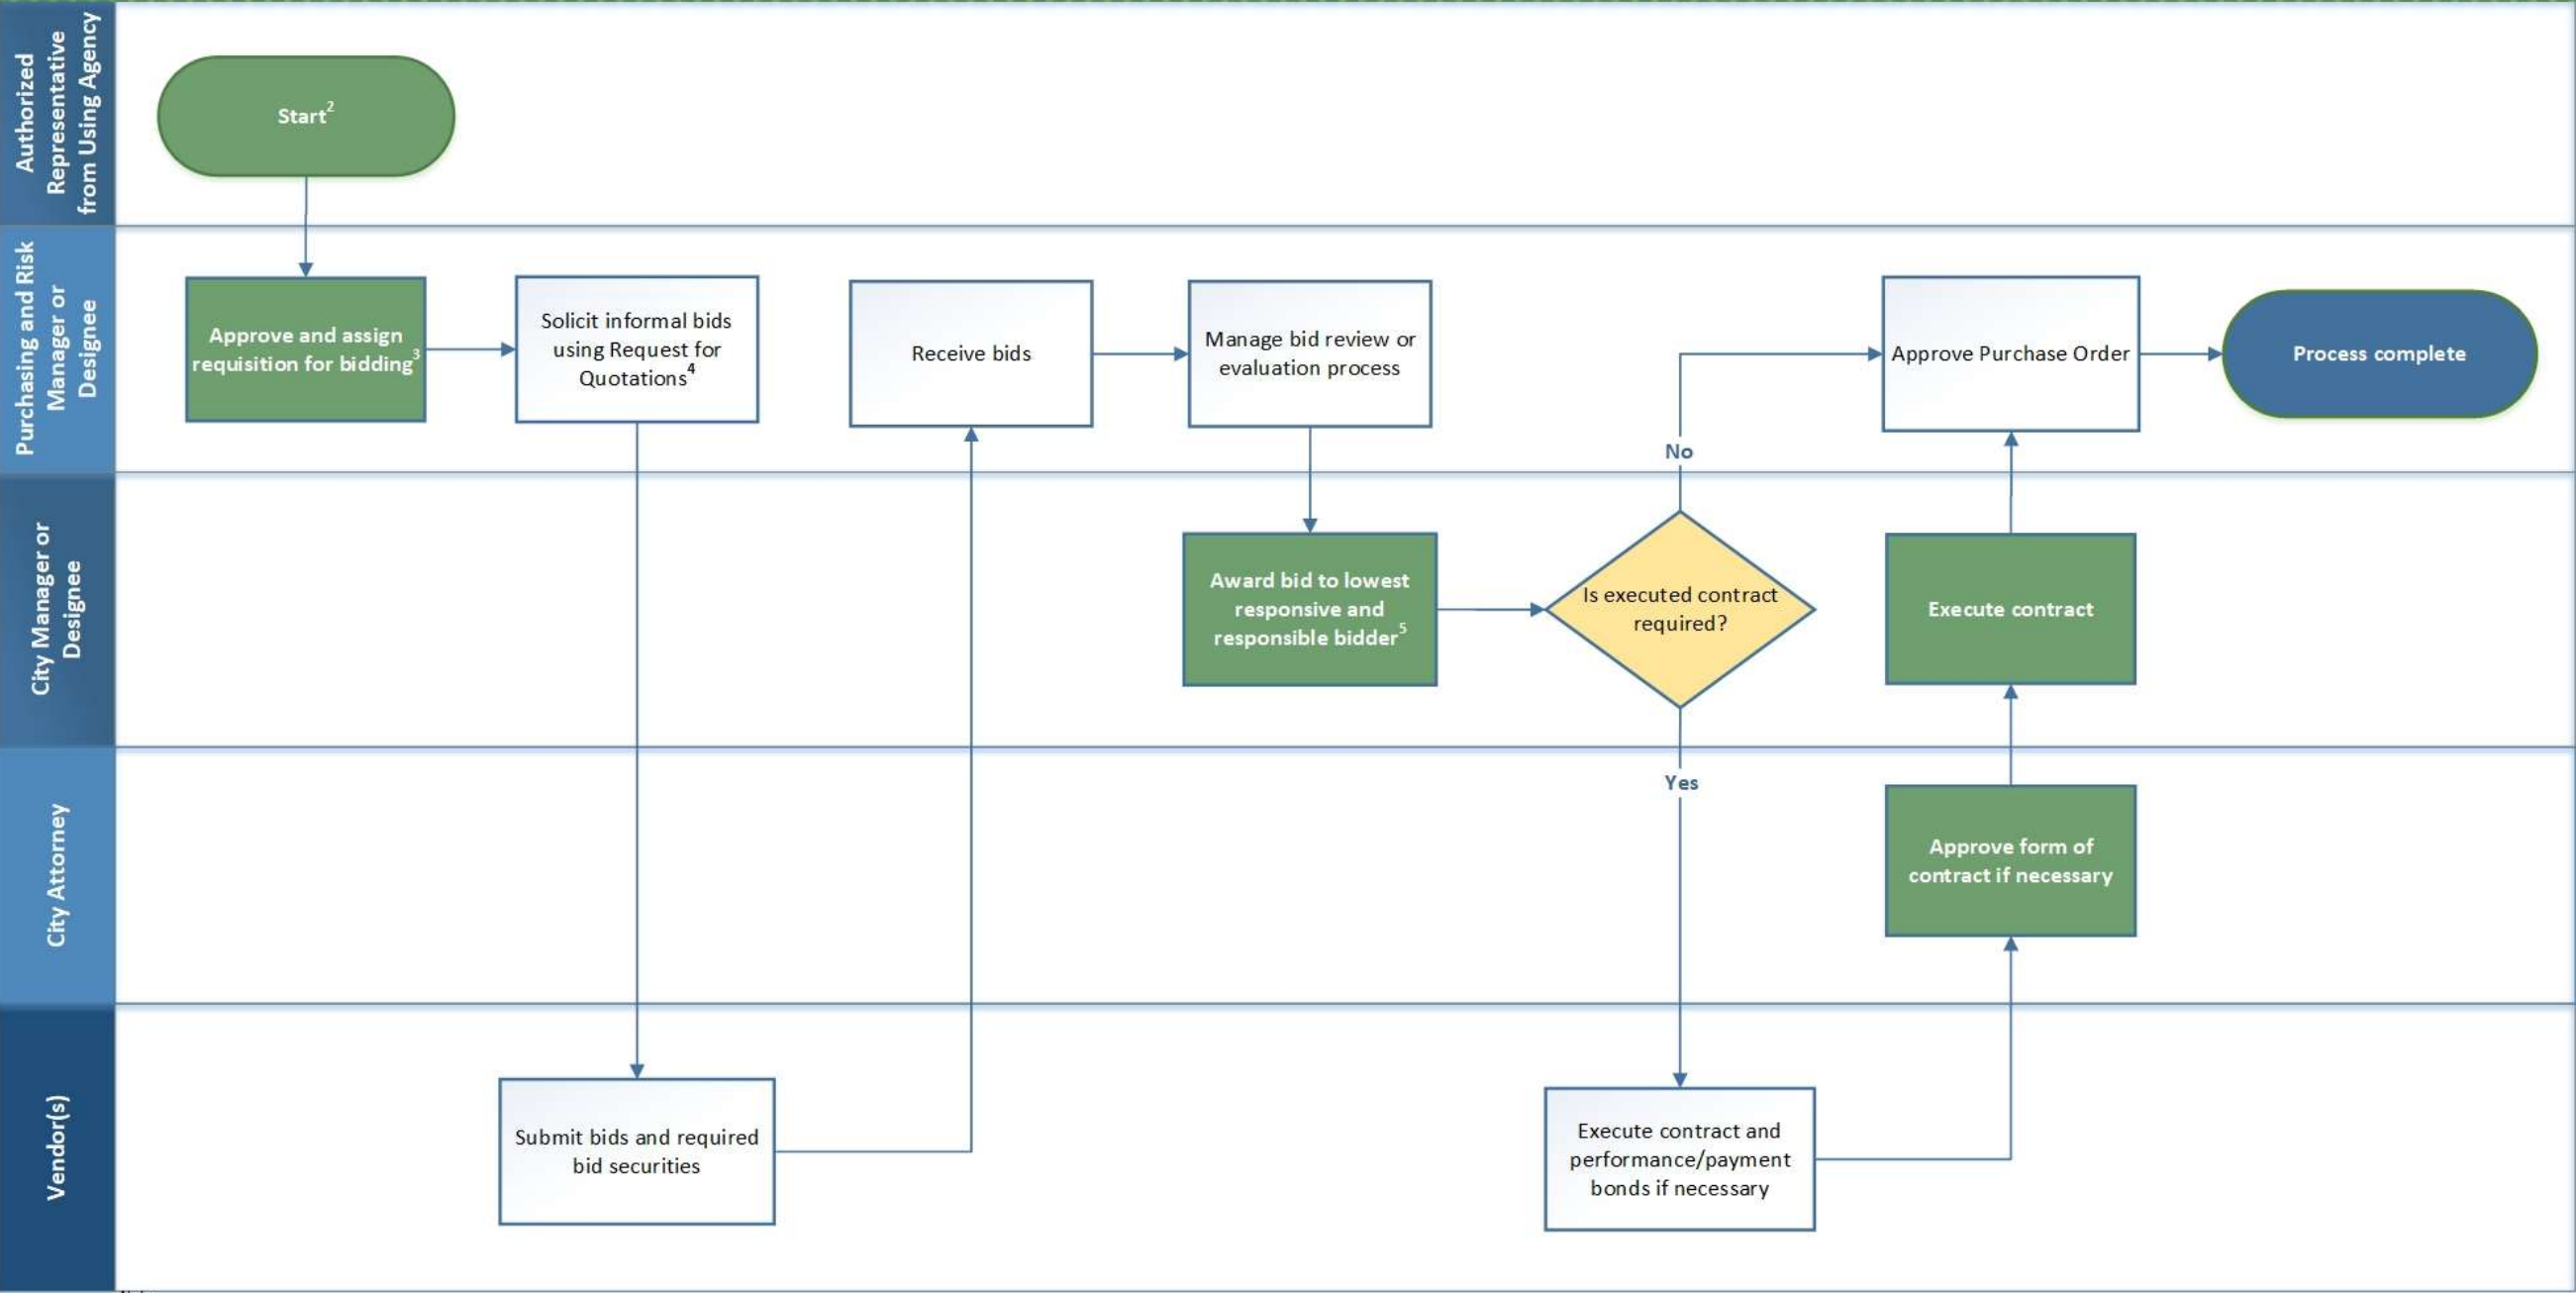 Authorized
Representative
from Using Agency
Start²
Purchasing and Risk
Manager or
Designee
Approve and assign
requisition for bidding³
Solicit informal bids
using Request for
Quotations⁴
Receive bids
Manage bid review or
evaluation process
No
Approve Purchase Order
Process complete
City Manager or
Designee
Award bid to lowest
responsive and
responsible bidder⁵
Is executed contract
required?
Execute contract
City Attorney
Yes
Approve form of
contract if necessary
Vendor(s)
Submit bids and required
bid securities
Execute contract and
performance/payment
bonds if necessary